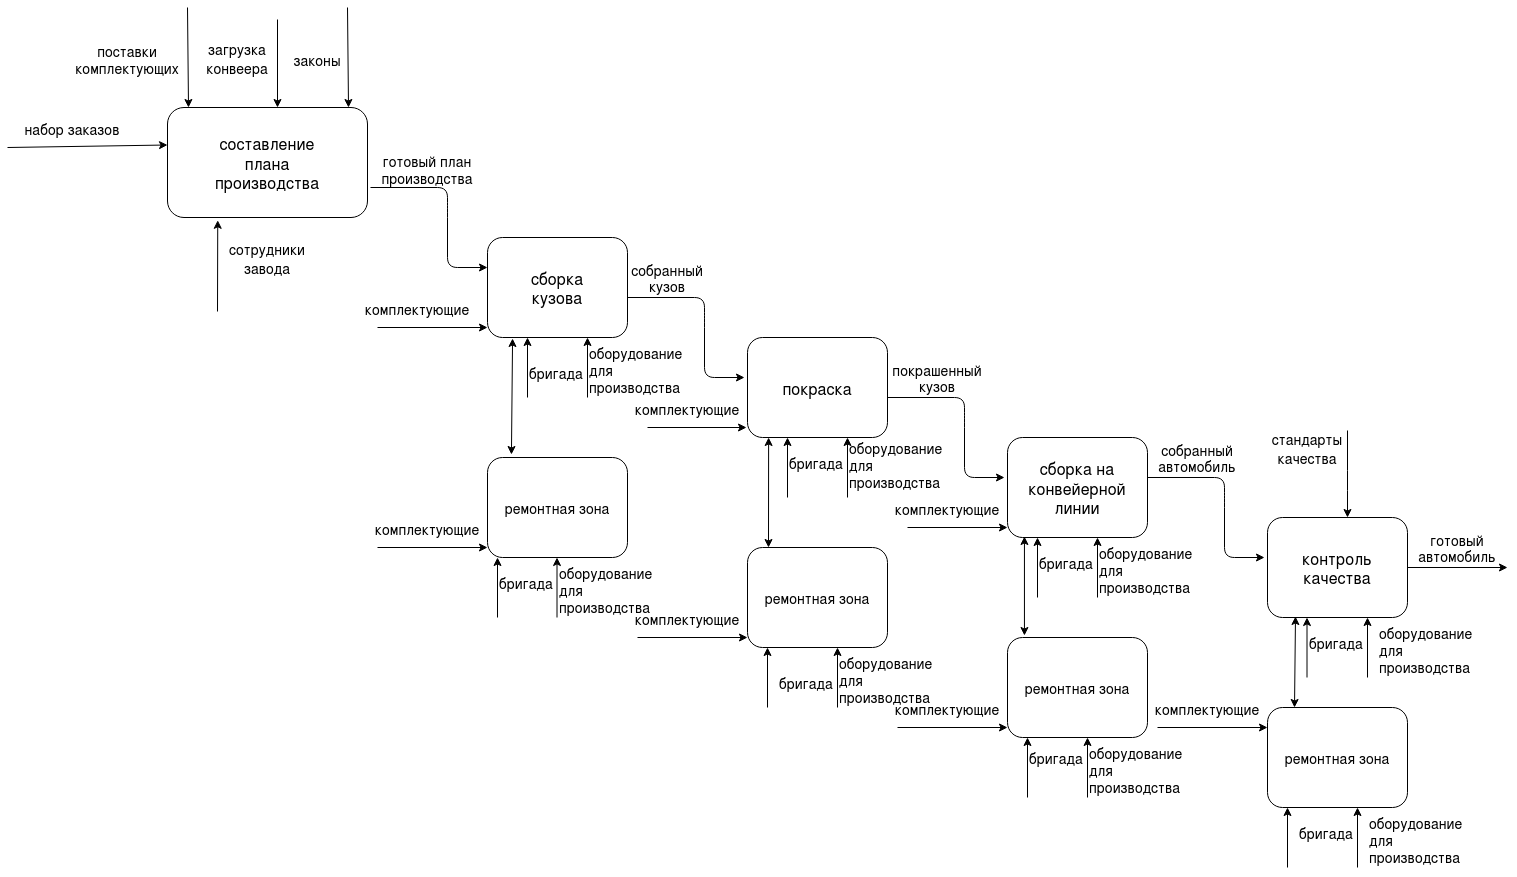 поставки
комплектующих
загрузка
конвеера
законы
набор заказов
составление
плана
производства
готовый план
производства
сотрудники
завода
сборка
кузова
собранный
кузов
комплектующие
бригада
оборудование
для
производства
покраска
покрашенный
кузов
комплектующие
бригада
оборудование
для
производства
сборка на
конвейерной
линии
собранный
автомобиль
комплектующие
бригада
оборудование
для
производства
стандарты
качества
контроль
качества
готовый
автомобиль
бригада
оборудование
для
производства
ремонтная зона
комплектующие
бригада
оборудование
для
производства
ремонтная зона
комплектующие
бригада
оборудование
для
производства
ремонтная зона
комплектующие
бригада
оборудование
для
производства
ремонтная зона
комплектующие
бригада
оборудование
для
производства